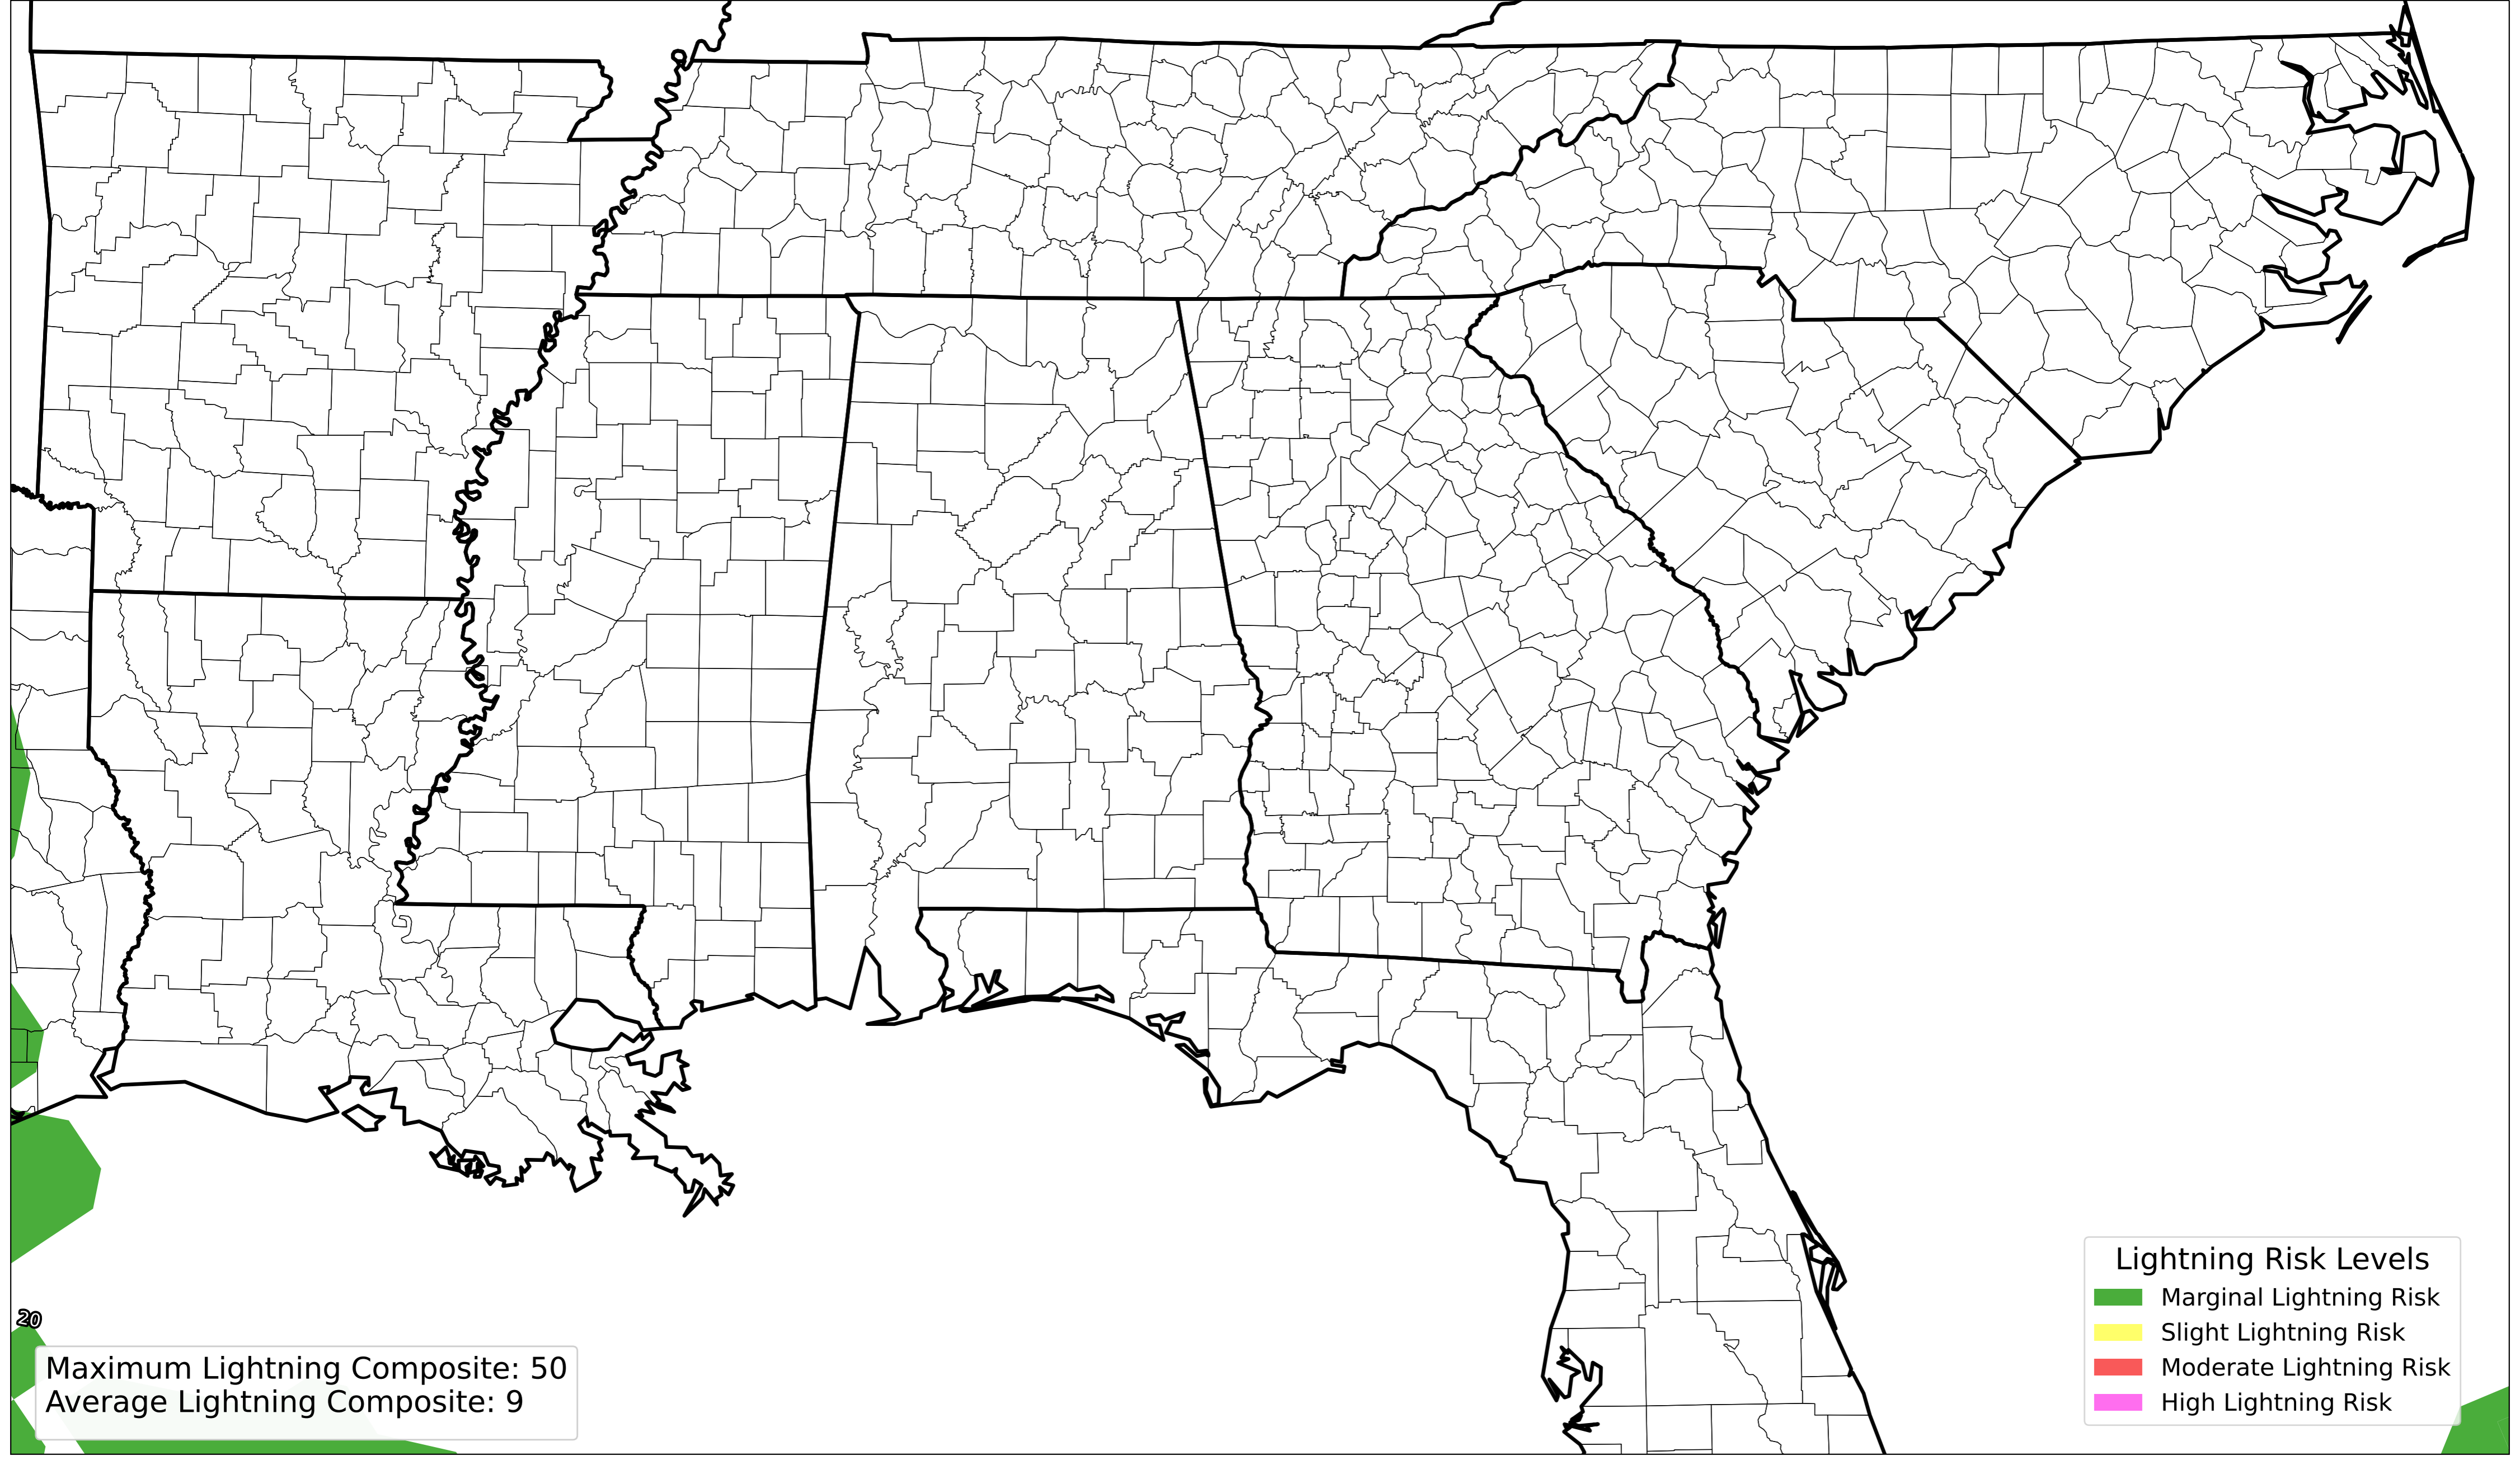 20
Maximum Lightning Composite: 50
Average Lightning Composite: 9
Lightning Risk Levels
Marginal Lightning Risk
Slight Lightning Risk
Moderate Lightning Risk
High Lightning Risk